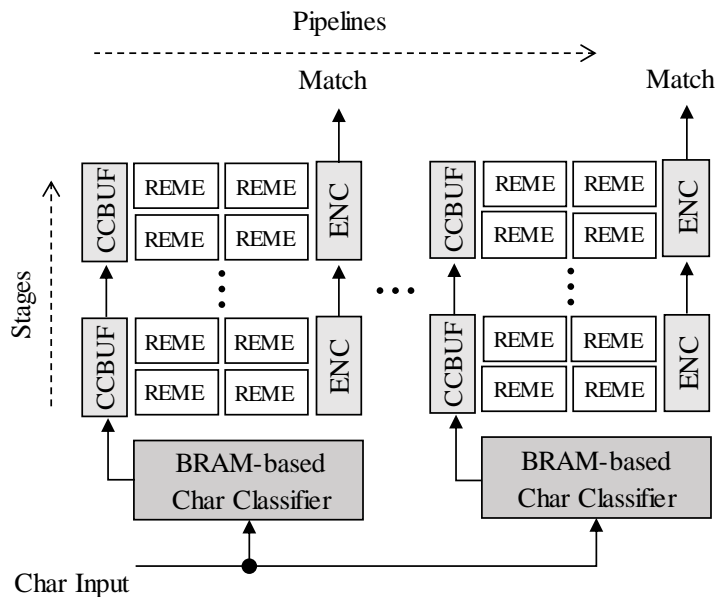 Pipelines
Match
Match
CCBUF
REME REME
REME REME
ENC
CCBUF
REME REME
REME REME
ENC
Stages
CCBUF
REME REME
REME REME
ENC
CCBUF
REME REME
REME REME
ENC
BRAM-based
Char Classifier
BRAM-based
Char Classifier
Char Input